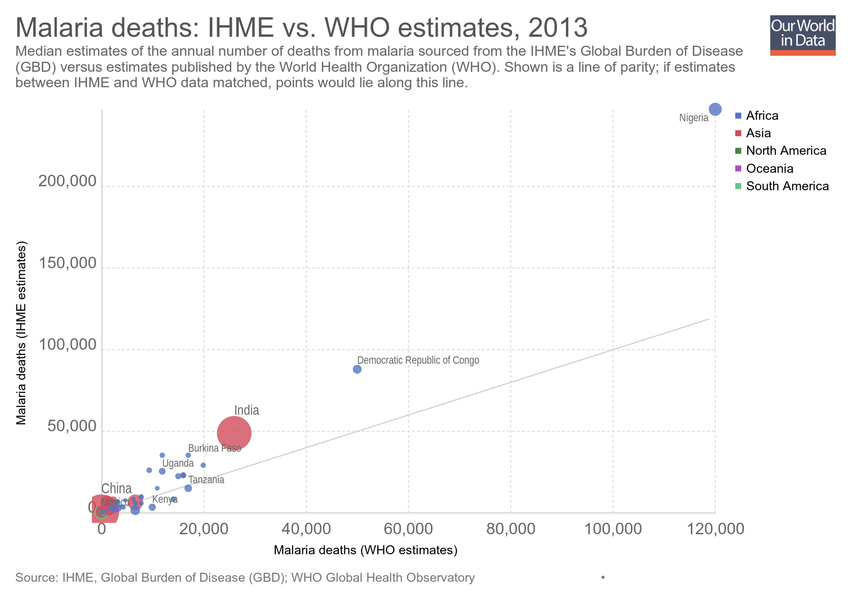 Malaria deaths: IHME vs. WHO estimates, 2013
Our World
in Data
Median estimates of the annual number of deaths from malaria sourced from the IHME's Global Burden of Disease
(GBD) versus estimates published by the World Health Organization (WHO). Shown is a line of parity; if estimates
between IHME and WHO data matched, points would lie along this line.
Nigeria
Africa
Asia
North America
Oceania
South America
200,000
150,000
100,000
50,000
0
Malaria deaths (IHME estimates)
Democratic Republic of Congo
India
Burkina Faso
Uganda
Tanzania
China
Kenya
0
20,000
40,000
60,000
80,000
100,000
120,000
Malaria deaths (WHO estimates)
Source: IHME, Global Burden of Disease (GBD); WHO Global Health Observatory